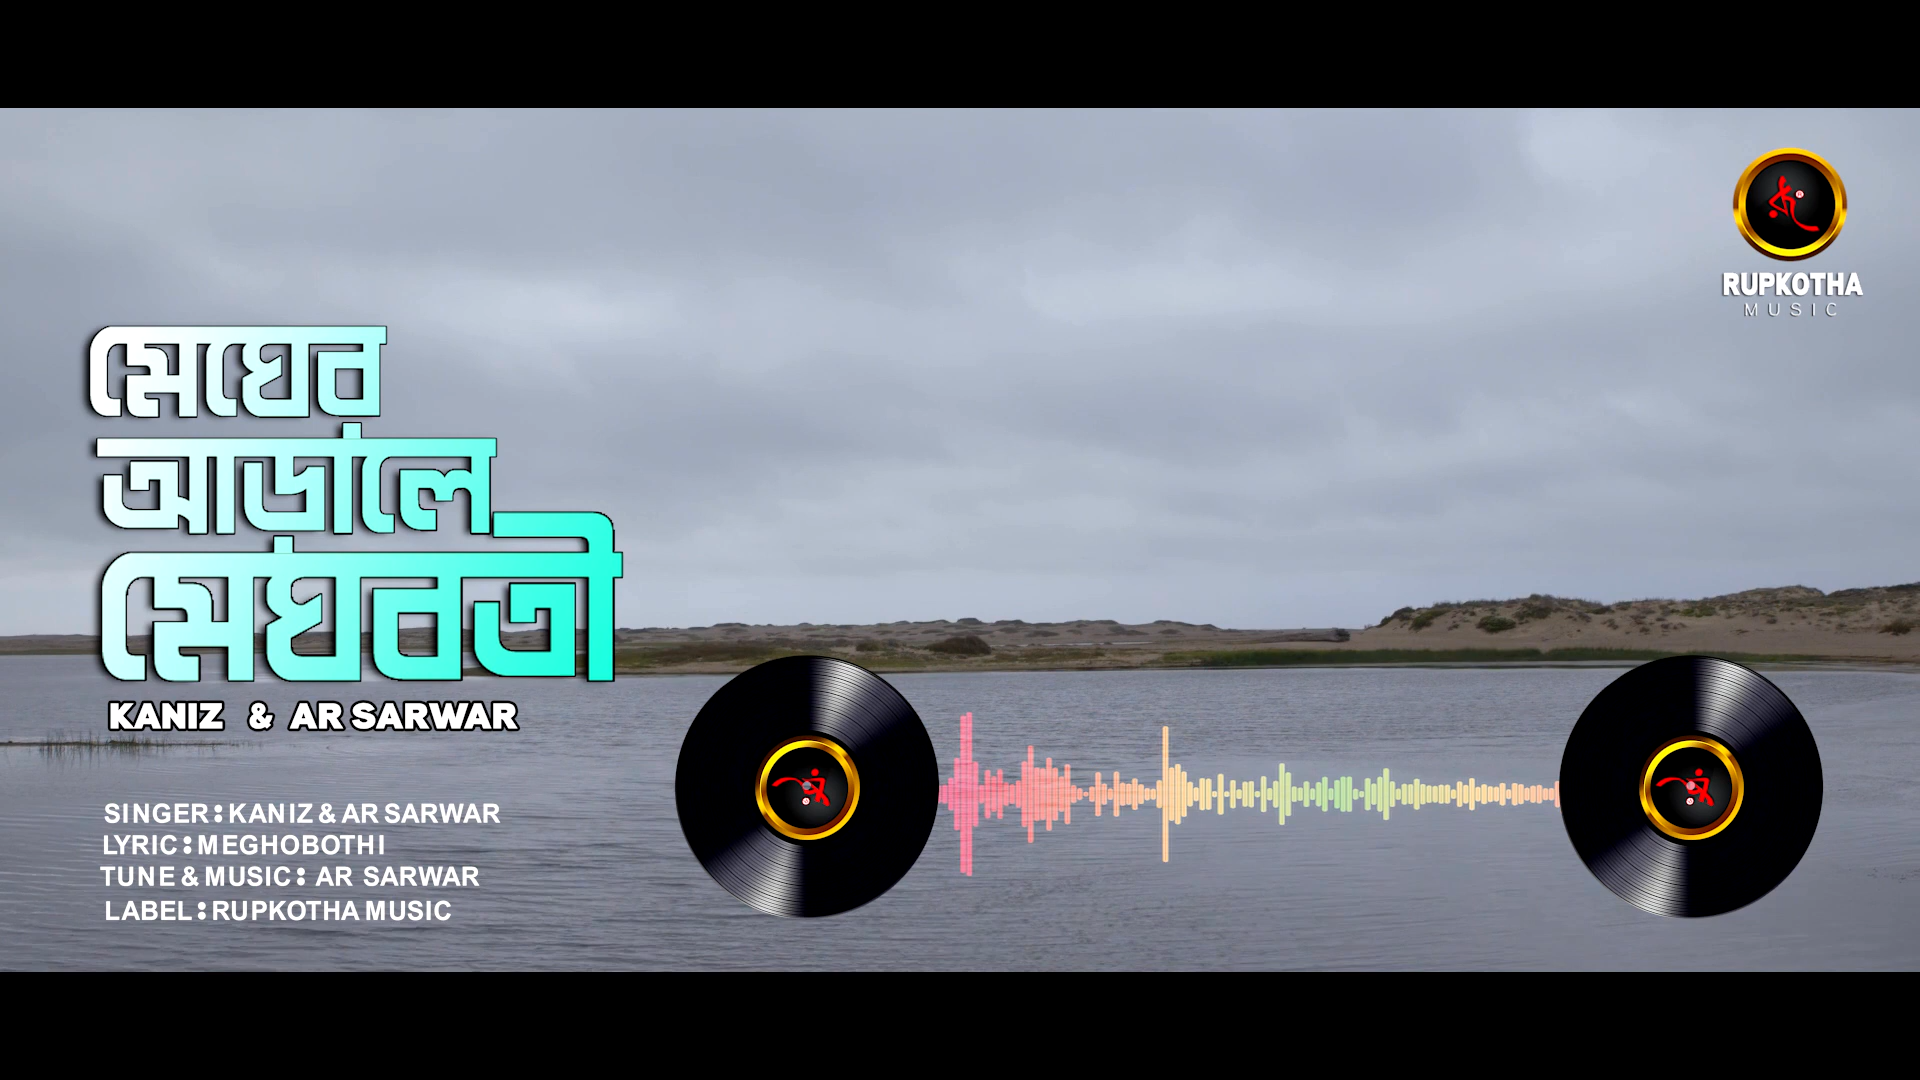 RUPKOTHA
MUSIC
মেঘের
আড়ালে
মেঘবতী
KANIZ & AR SARWAR
SINGER : KANIZ & AR SARWAR
LYRIC : MEGHOBOTHI
TUNE & MUSIC : AR SARWAR
LABEL : RUPKOTHA MUSIC